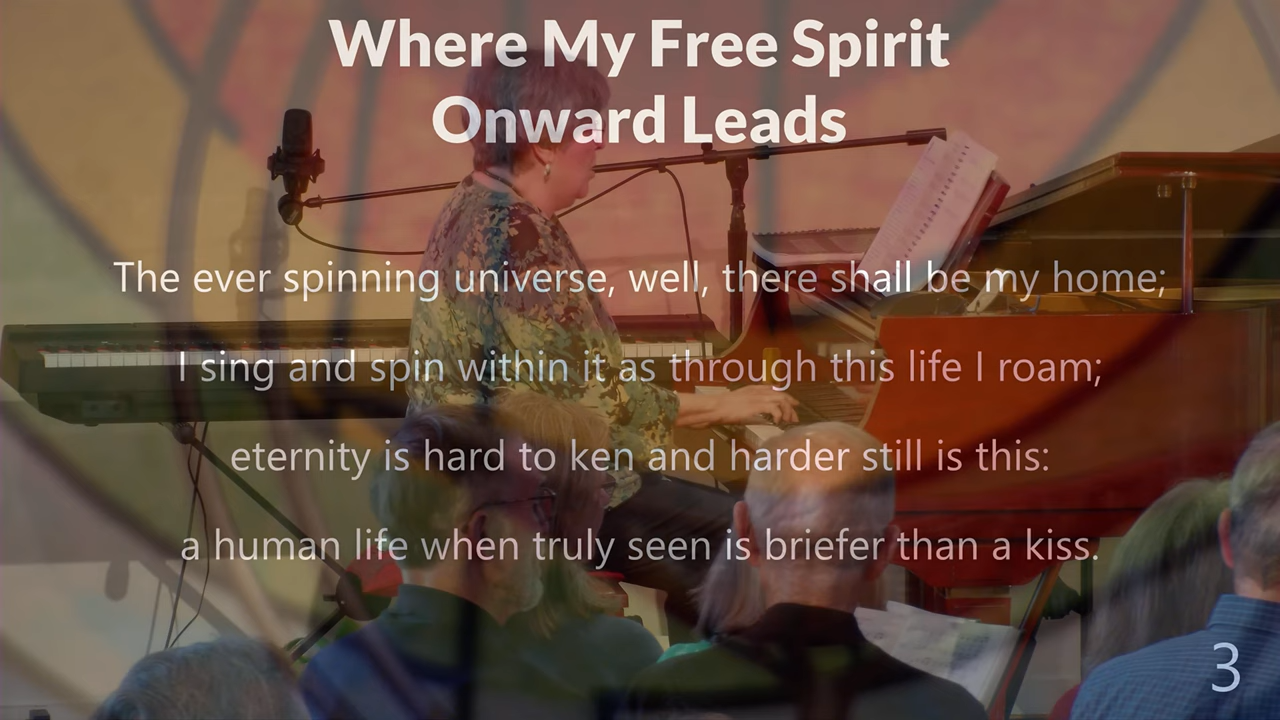 Where My Free Spirit
Onward Leads
The ever spinning universe, well, there shall be my home;
I sing and spin within it as through this life I roam;
eternity is hard to ken and harder still is this:
a human life when truly seen is briefer than a kiss.
3